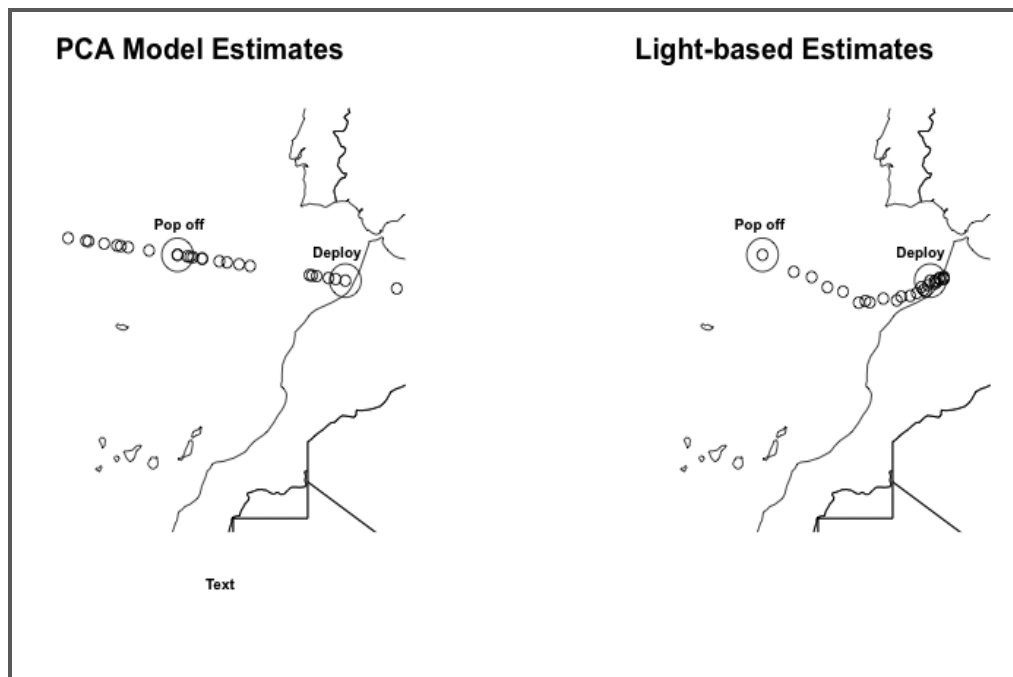 PCA Model Estimates
Light-based Estimates
Pop off
Deploy
Pop off
Deploy
Text